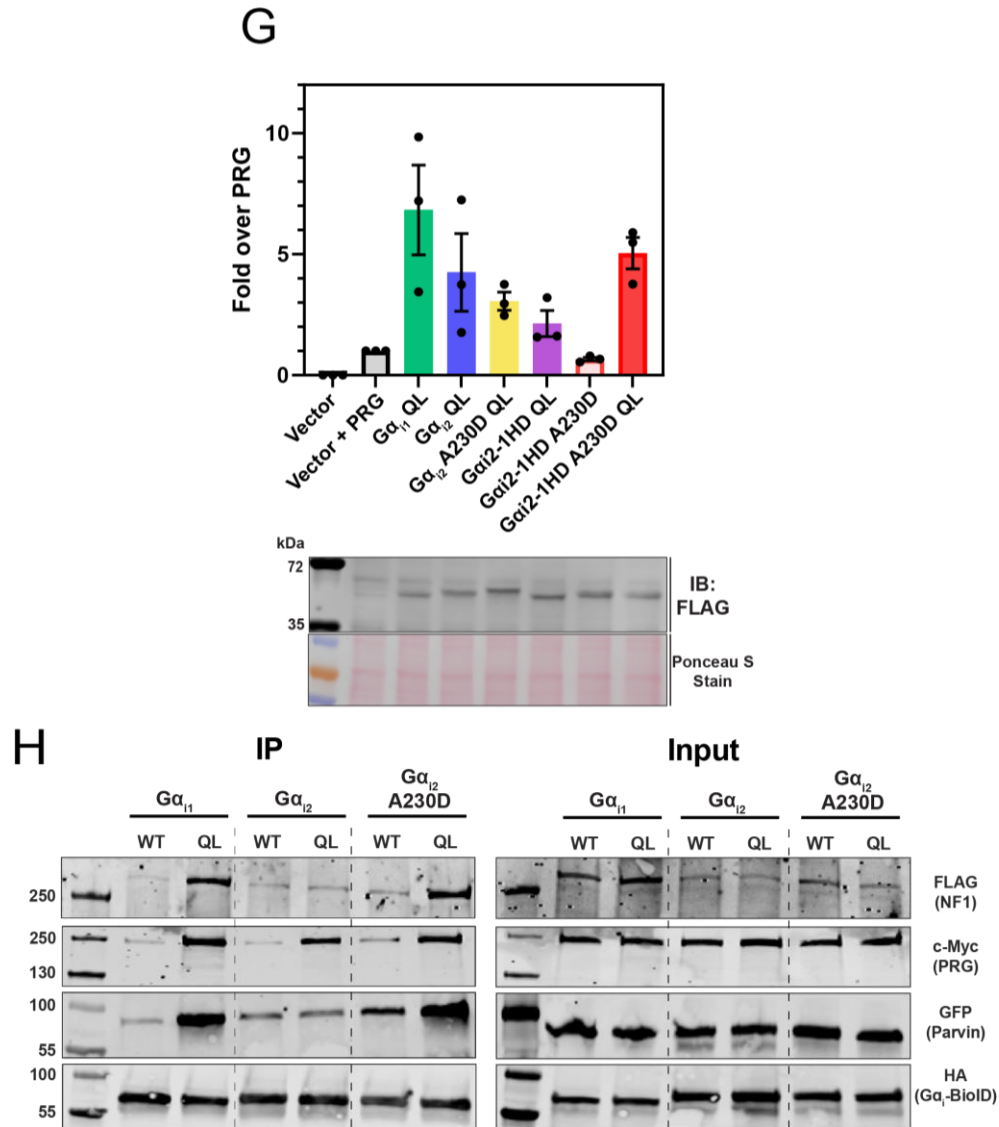 G
Fold over PRG
10
5
0
Vector
Vector + PRG
Gαi1 QL
Gαi2 QL
Gαi2 A230D QL
Gαi2-1HD QL
Gαi2-1HD A230D
Gαi2-1HD A230D QL
kDa
72
35
IB:
FLAG
Ponceau S
Stain
H
IP
Input
Gαi1
Gαi2
Gαi2
A230D
Gαi1
Gαi2
Gαi2
A230D
WT QL WT QL WT QL
WT QL WT QL WT QL
250
FLAG
(NF1)
250
130
c-Myc
(PRG)
100
55
GFP
(Parvin)
100
55
HA
(Gαi-BioID)